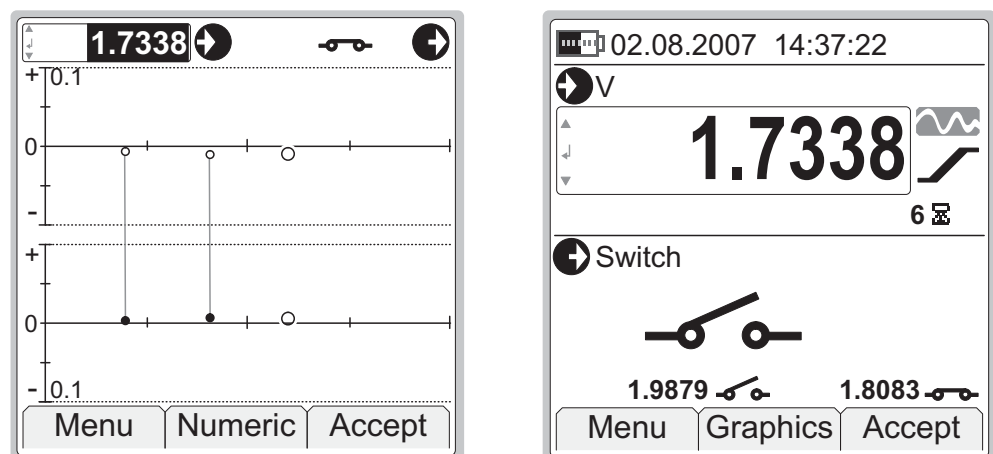 1.7338
+ 0.1
0
-
+
0
- 0.1
Menu Numeric Accept
02.08.2007 14:37:22
V
1.7338
6
Switch
1.9879 1.8083
Menu Graphics Accept